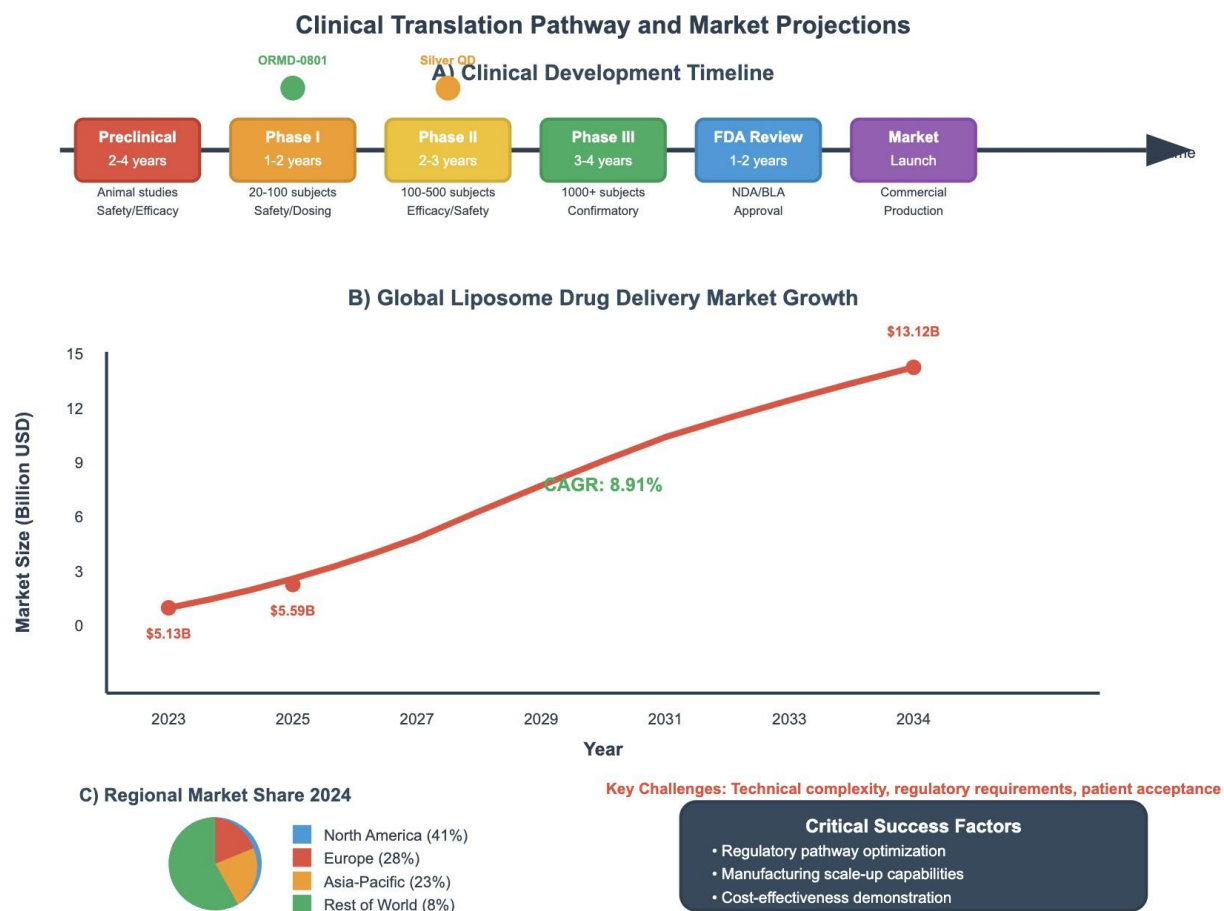 Clinical Translation Pathway and Market Projections
ORMD-0801
Silver QD
A) Clinical Development Timeline
Preclinical
2-4 years
Animal studies
Safety/Efficacy
Phase I
1-2 years
20-100 subjects
Safety/Dosing
Phase II
2-3 years
100-500 subjects
Efficacy/Safety
Phase III
3-4 years
1000+ subjects
Confirmatory
FDA Review
1-2 years
NDA/BLA
Approval
Market
Launch
Commercial
Production
B) Global Liposome Drug Delivery Market Growth
Market Size (Billion USD)
15
12
9
6
3
0
$5.13B
$5.59B
$13.12B
CAGR: 8.91%
2023
2025
2027
2029
2031
2033
2034
Year
C) Regional Market Share 2024
North America (41%)
Europe (28%)
Asia-Pacific (23%)
Rest of World (8%)
Key Challenges: Technical complexity, regulatory requirements, patient acceptance
Critical Success Factors
• Regulatory pathway optimization
• Manufacturing scale-up capabilities
• Cost-effectiveness demonstration